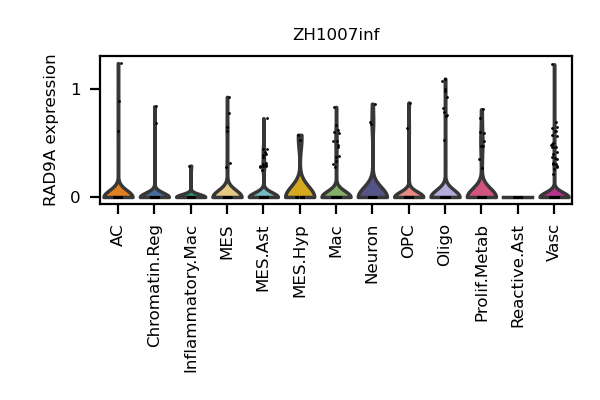 ZH1007inf
RAD9A expression
1
0
AC
Chromatin.Reg
Inflammatory.Mac
MES
MES.Ast
MES.Hyp
Mac
Neuron
OPC
Oligo
Prolif.Metab
Reactive.Ast
Vasc